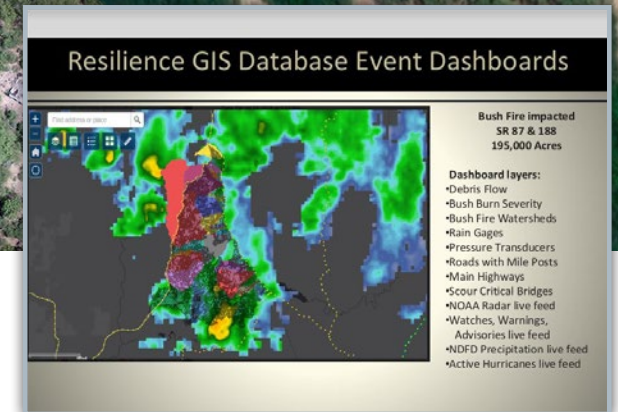 Resilience GIS Database Event Dashboards
Find address or place
Bush Fire impacted
SR 87 & 188
195,000 Acres
Dashboard layers:
•Debris Flow
•Bush Burn Severity
•Bush Fire Watersheds
•Rain Gages
•Pressure Transducers
•Roads with Mile Posts
•Main Highways
•Scour Critical Bridges
•NOAA Radar live feed
•Watches, Warnings,
Advisories live feed
•NDFD Precipitation live feed
•Active Hurricanes live feed